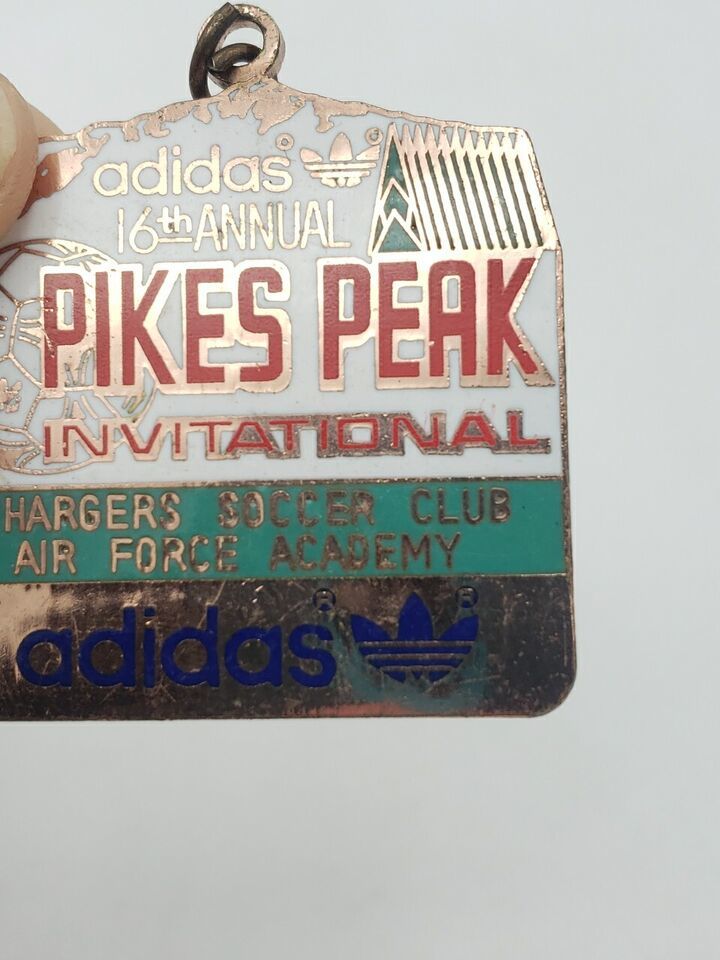 adidas®
16th ANNUAL
PIKES PEAK
INVITATIONAL
HARGERS SOCCER CLUB
AIR FORCE ACADEMY
adidas®